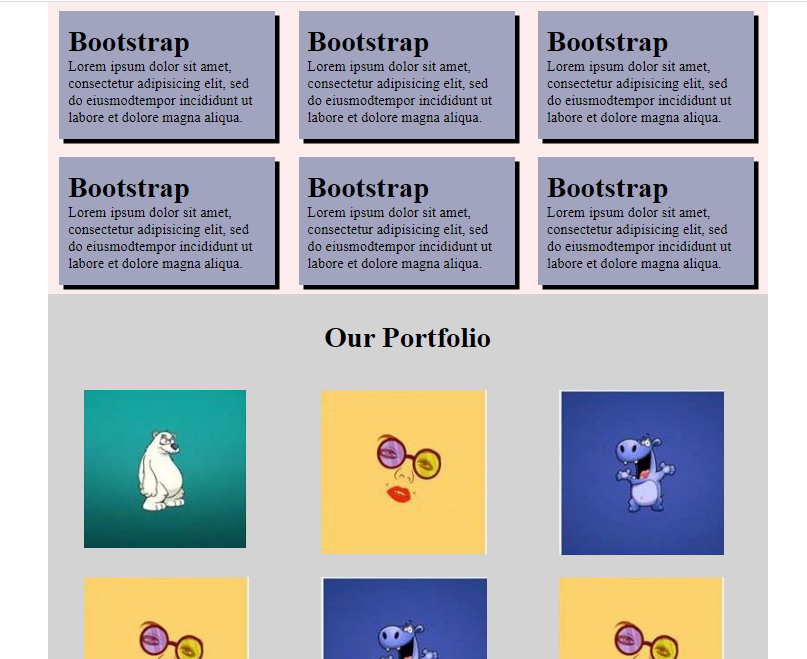 Bootstrap
Lorem ipsum dolor sit amet,
consectetur adipisicing elit, sed
do eiusmodtempor incididunt ut
labore et dolore magna aliqua.
Bootstrap
Lorem ipsum dolor sit amet,
consectetur adipisicing elit, sed
do eiusmodtempor incididunt ut
labore et dolore magna aliqua.
Bootstrap
Lorem ipsum dolor sit amet,
consectetur adipisicing elit, sed
do eiusmodtempor incididunt ut
labore et dolore magna aliqua.
Bootstrap
Lorem ipsum dolor sit amet,
consectetur adipisicing elit, sed
do eiusmodtempor incididunt ut
labore et dolore magna aliqua.
Bootstrap
Lorem ipsum dolor sit amet,
consectetur adipisicing elit, sed
do eiusmodtempor incididunt ut
labore et dolore magna aliqua.
Bootstrap
Lorem ipsum dolor sit amet,
consectetur adipisicing elit, sed
do eiusmodtempor incididunt ut
labore et dolore magna aliqua.
Our Portfolio